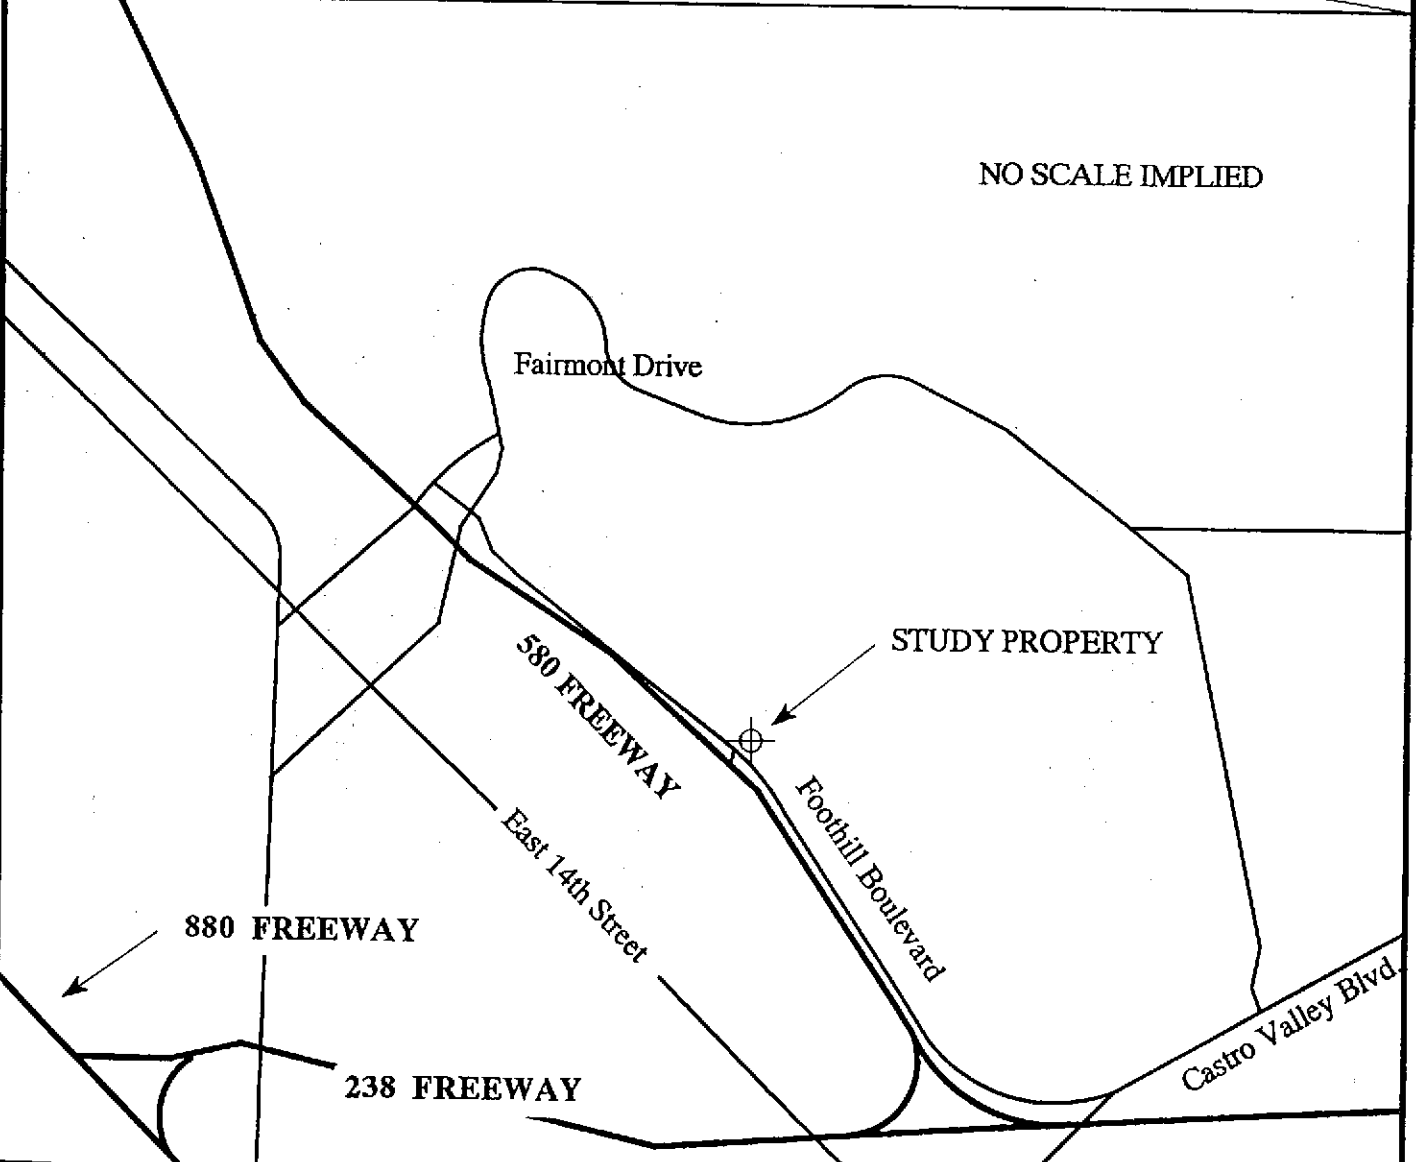 NO SCALE IMPLIED
Fairmont Drive
STUDY PROPERTY
580 FREEWAY
Foothill Boulevard
East 14th Street
880 FREEWAY
Castro Valley Blvd.
238 FREEWAY